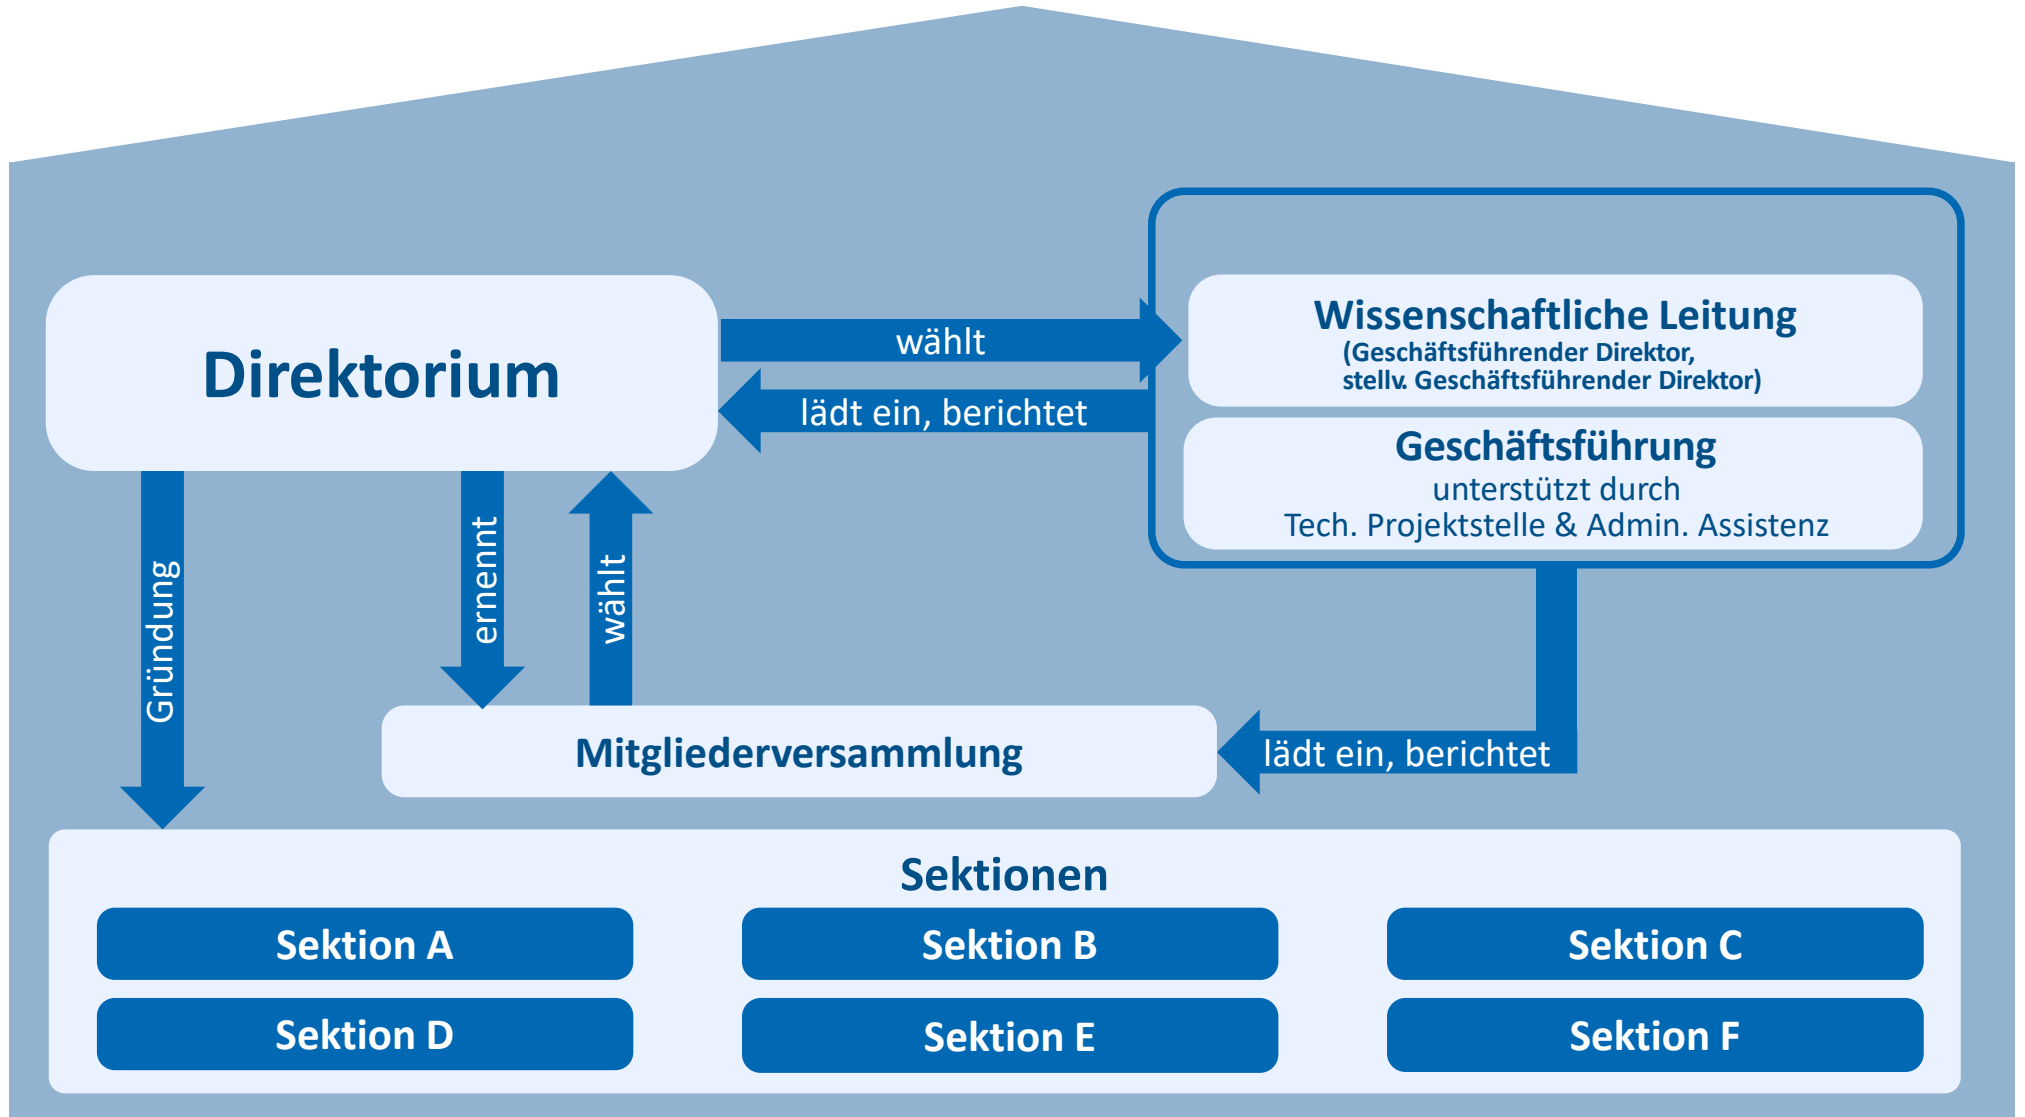 Direktorium
wählt
lädt ein, berichtet
Wissenschaftliche Leitung
(Geschäftsführender Direktor,
stellv. Geschäftsführender Direktor)
Geschäftsführung
unterstützt durch
Tech. Projektstelle & Admin. Assistenz
Gründung
ernennt
wählt
Mitgliederversammlung
lädt ein, berichtet
Sektionen
Sektion A
Sektion B
Sektion C
Sektion D
Sektion E
Sektion F